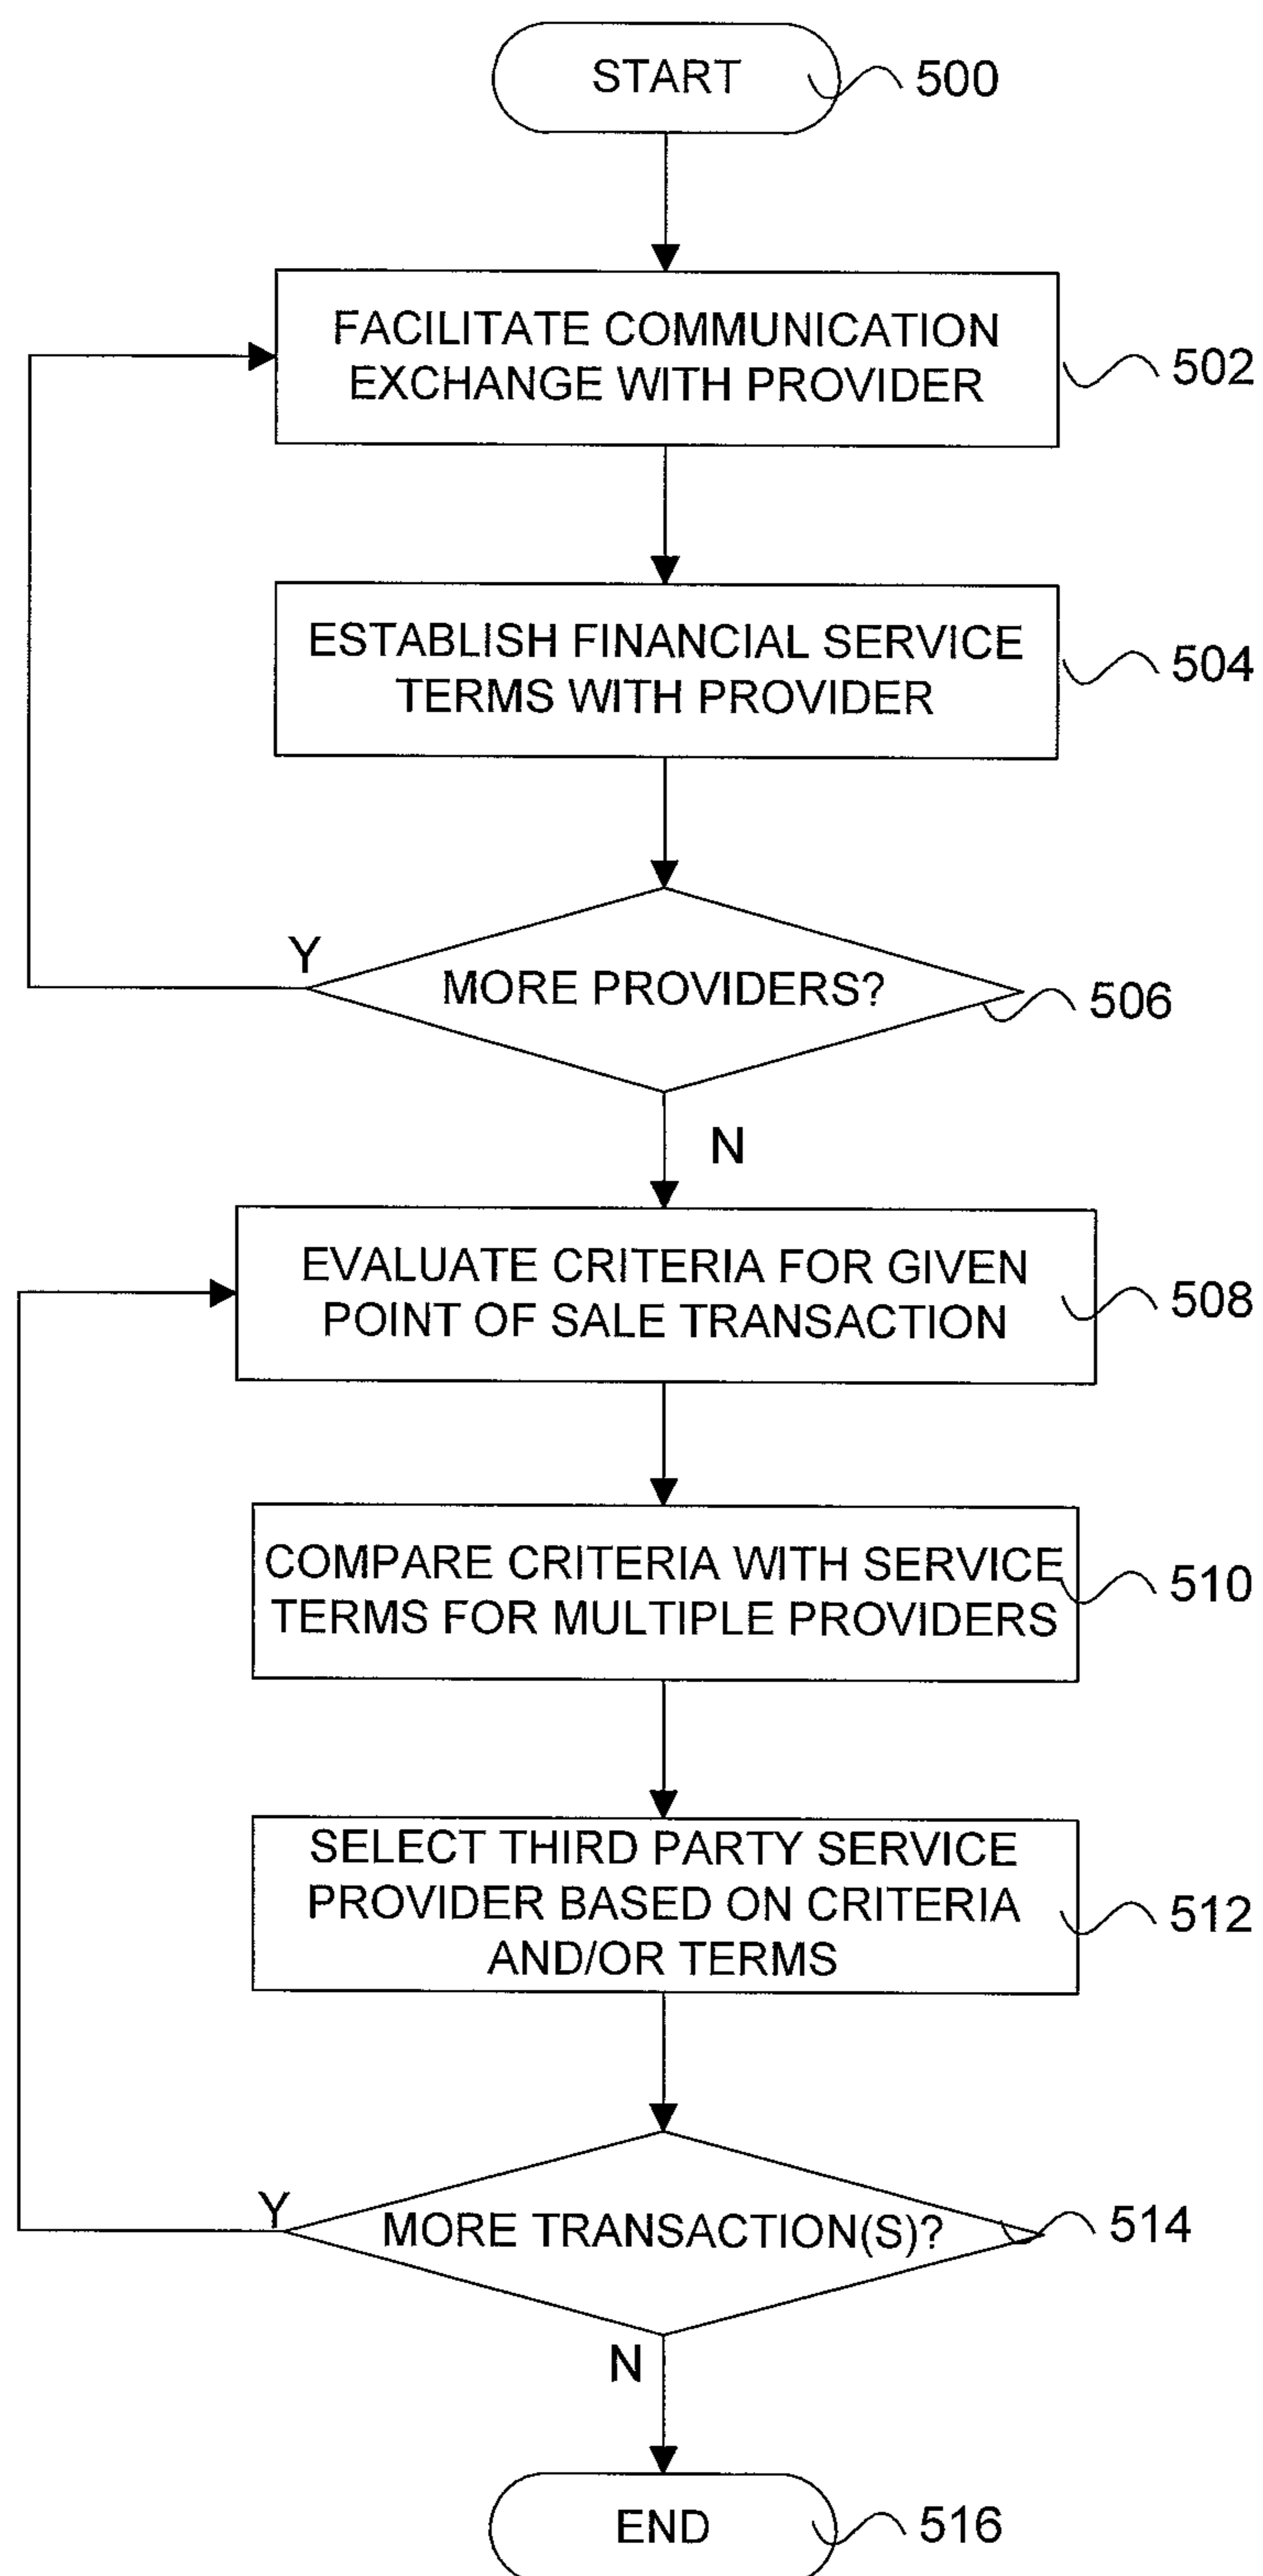 START
500
FACILITATE COMMUNICATION
EXCHANGE WITH PROVIDER
502
ESTABLISH FINANCIAL SERVICE
TERMS WITH PROVIDER
504
Y
MORE PROVIDERS?
506
N
EVALUATE CRITERIA FOR GIVEN
POINT OF SALE TRANSACTION
508
COMPARE CRITERIA WITH SERVICE
TERMS FOR MULTIPLE PROVIDERS
510
SELECT THIRD PARTY SERVICE
PROVIDER BASED ON CRITERIA
AND/OR TERMS
512
Y
MORE TRANSACTION(S)?
514
N
END
516